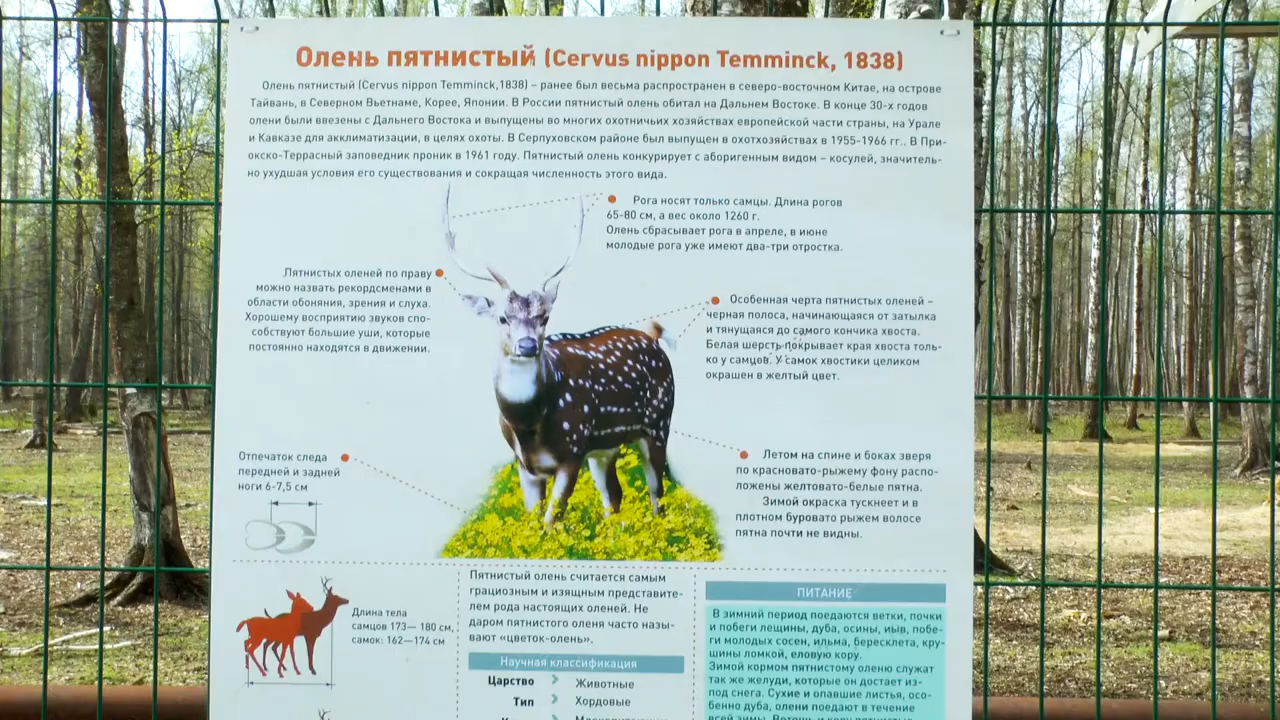 Олень пятнистый (Cervus nippon Temminck, 1838)
Олень пятнистый (Cervus nippon Temminck,1838) – ранее был весьма распространен в северо-восточном Китае, на острове
Тайвань, в Северном Вьетнаме, Корее, Японии. В России пятнистый олень обитал на Дальнем Востоке. В конце 30-х годов
олени были ввезены с Дальнего Востока и выпущены во многих охотничьих хозяйствах европейской части страны, на Урале
и Кавказе для акклиматизации, в целях охоты. В Серпуховском районе был выпущен в охотхозяйствах в 1955-1966 гг.. В При-
окско-Террасный заповедник проник в 1961 году. Пятнистый олень конкурирует с аборигенным видом – косулей, значитель-
но ухудшая условия его существования и сокращая численность этого вида.
Рога носят только самцы. Длина рогов
65-80 см, а вес около 1260 г.
Олень сбрасывает рога в апреле, в июне
молодые рога уже имеют два-три отростка.
Пятнистых оленей по праву
можно назвать рекордсменами в
области обоняния, зрения и слуха.
Хорошему восприятию звуков спо-
собствуют большие уши, которые
постоянно находятся в движении.
Особенная черта пятнистых оленей –
черная полоса, начинающаяся от затылка
и тянущаяся до самого кончика хвоста.
Белая шерсть покрывает края хвоста толь-
ко у самцов. У самок хвостики целиком
окрашен в желтый цвет.
Отпечаток следа
передней и задней
ноги 6-7,5 см
Летом на спине и боках зверя
по красновато-рыжему фону распо-
ложены желтовато-белые пятна.
Зимой окраска тускнеет и в
плотном буровато рыжем волосе
пятна почти не видны.
Длина тела
самцов 173— 180 см,
самок: 162—174 см
Пятнистый олень считается самым
грациозным и изящным представите-
лем рода настоящих оленей. Не
даром пятнистого оленя часто назы-
вают «цветок-олень».
Научная классификация
Царство Животные
Тип Хордовые
ПИТАНИЕ
В зимний период поедаются ветки, почки
и побеги лещины, дуба, осины, иыв, побе-
ги молодых сосен, ильма, бересклета, кру-
шины ломкой, еловую кору.
Зимой кормом пятнистому оленю служат
так же желуди, которые он достает из-
под снега. Сухие и опавшие листья, осо-
бенно дуба, олени поедают в течение
всей зимы.